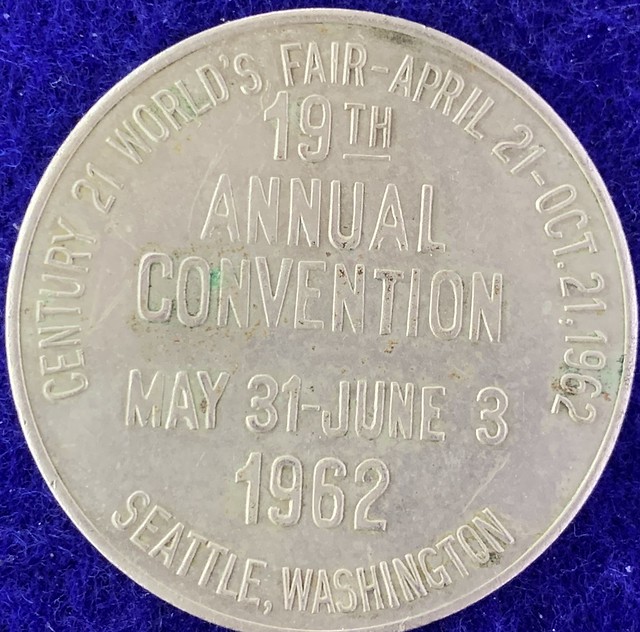 CENTURY 21 WORLD'S FAIR-APRIL 21-OCT. 21, 1962
19TH
ANNUAL
CONVENTION
MAY 31-JUNE 3
1962
SEATTLE, WASHINGTON